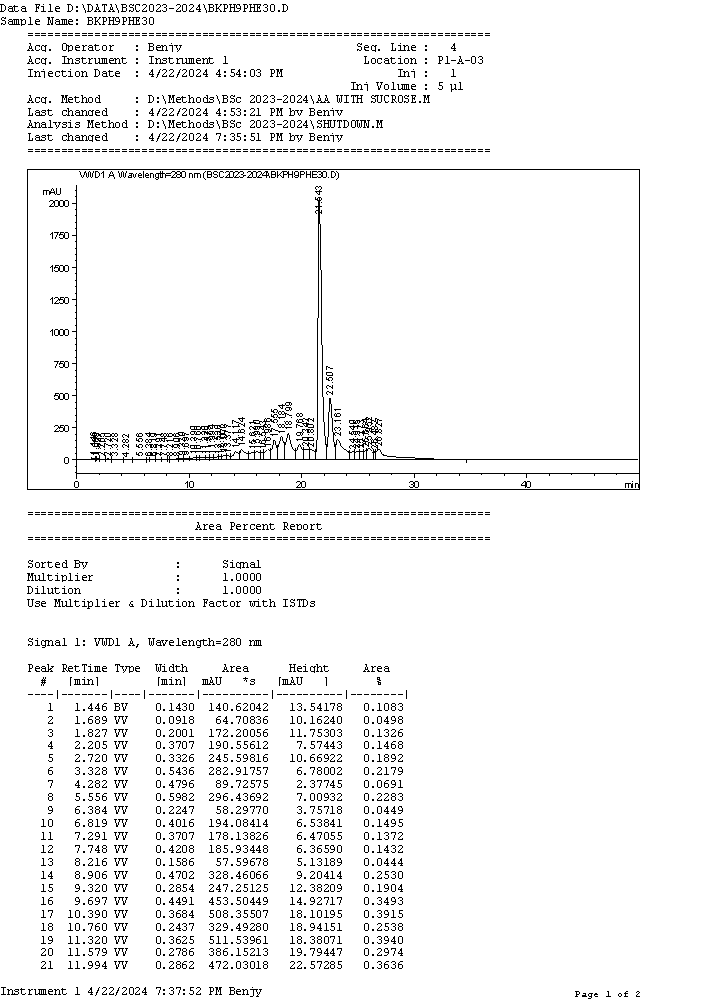 Data File D:\DATA\BSC2023-2024\BKPH9PHE30.D
Sample Name: BKPH9PHE30
=====================================================================
Acq. Operator : Benjy Seq. Line : 4
Acq. Instrument : Instrument 1 Location : P1-A-03
Injection Date : 4/22/2024 4:54:03 PM Inj : 1
Inj Volume : 5 µl
Acq. Method : D:\Methods\BSc 2023-2024\AA WITH SUCROSE.M
Last changed : 4/22/2024 4:53:21 PM by Benjy
Analysis Method : D:\Methods\BSc 2023-2024\SHUTDOWN.M
Last changed : 4/22/2024 7:35:51 PM by Benjy
=====================================================================
VWD1 A, Wavelength=280 nm (BSC2023-2024\BKPH9PHE30.D)
mAU
2000
1750
1500
1250
1000
750
500
250
0
2.720
3.328
4.282
5.556
14.117
14.624
17.555
18.184
18.799
19.768
20.802
21.543
22.507
23.161
26.827
0 10 20 30 40 min
=====================================================================
Area Percent Report
=====================================================================
Sorted By : Signal
Multiplier : 1.0000
Dilution : 1.0000
Use Multiplier & Dilution Factor with ISTDs
Signal 1: VWD1 A, Wavelength=280 nm
Peak RetTime Type Width Area Height Area
# [min] [min] mAU *s [mAU ] %
----|-------|----|-------|----------|----------|--------|
1 1.446 BV 0.1430 140.62042 13.54178 0.1083
2 1.689 VV 0.0918 64.70836 10.16240 0.0498
3 1.827 VV 0.2001 172.20056 11.75303 0.1326
4 2.205 VV 0.3707 190.55612 7.57443 0.1468
5 2.720 VV 0.3326 245.59816 10.66922 0.1892
6 3.328 VV 0.5436 282.91757 6.78002 0.2179
7 4.282 VV 0.4796 89.72575 2.37745 0.0691
8 5.556 VV 0.5982 296.43692 7.00932 0.2283
9 6.384 VV 0.2247 58.29770 3.75718 0.0449
10 6.819 VV 0.4016 194.08414 6.53841 0.1495
11 7.291 VV 0.3707 178.13826 6.47055 0.1372
12 7.748 VV 0.4208 185.93448 6.36590 0.1432
13 8.216 VV 0.1586 57.59678 5.13189 0.0444
14 8.906 VV 0.4702 328.46066 9.20414 0.2530
15 9.320 VV 0.2854 247.25125 12.38209 0.1904
16 9.697 VV 0.4491 453.50449 14.92717 0.3493
17 10.390 VV 0.3684 508.35507 18.10195 0.3915
18 10.760 VV 0.2437 329.49280 18.94151 0.2538
19 11.320 VV 0.3625 511.53961 18.38071 0.3940
20 11.579 VV 0.2786 386.15213 19.79447 0.2974
21 11.994 VV 0.2862 472.03018 22.57285 0.3636
Instrument 1 4/22/2024 7:37:52 PM Benjy Page 1 of 2